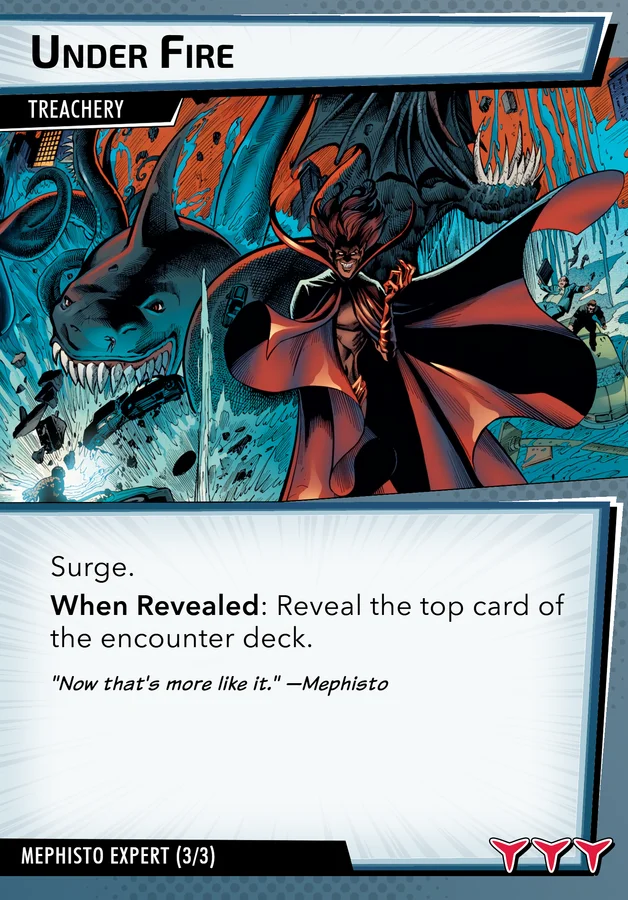 Under Fire
TREACHERY
Surge.
When Revealed: Reveal the top card of
the encounter deck.
"Now that's more like it." —Mephisto
MEPHISTO EXPERT (3/3)